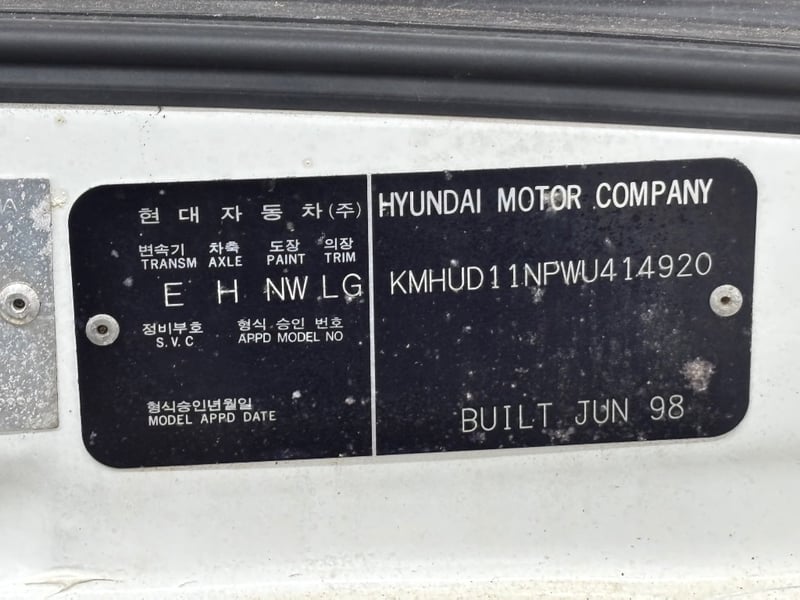 현대자동차(주)
HYUNDAI MOTOR COMPANY
변속기 차축 도장 의장
TRANSM AXLE PAINT TRIM
E H NW LG
KMHUD11NPWU414920
정비부호 형식 승인 번호
S.V.C APPD MODEL NO
형식승인년월일
MODEL APPD DATE
BUILT JUN 98
A